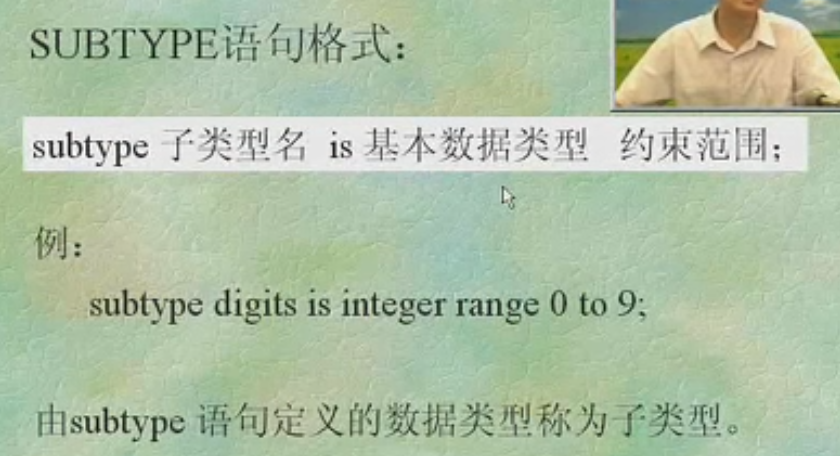 SUBTYPE语句格式：
subtype 子类型名 is 基本数据类型 约束范围；
例：
subtype digits is integer range 0 to 9;
由subtype 语句定义的数据类型称为子类型。